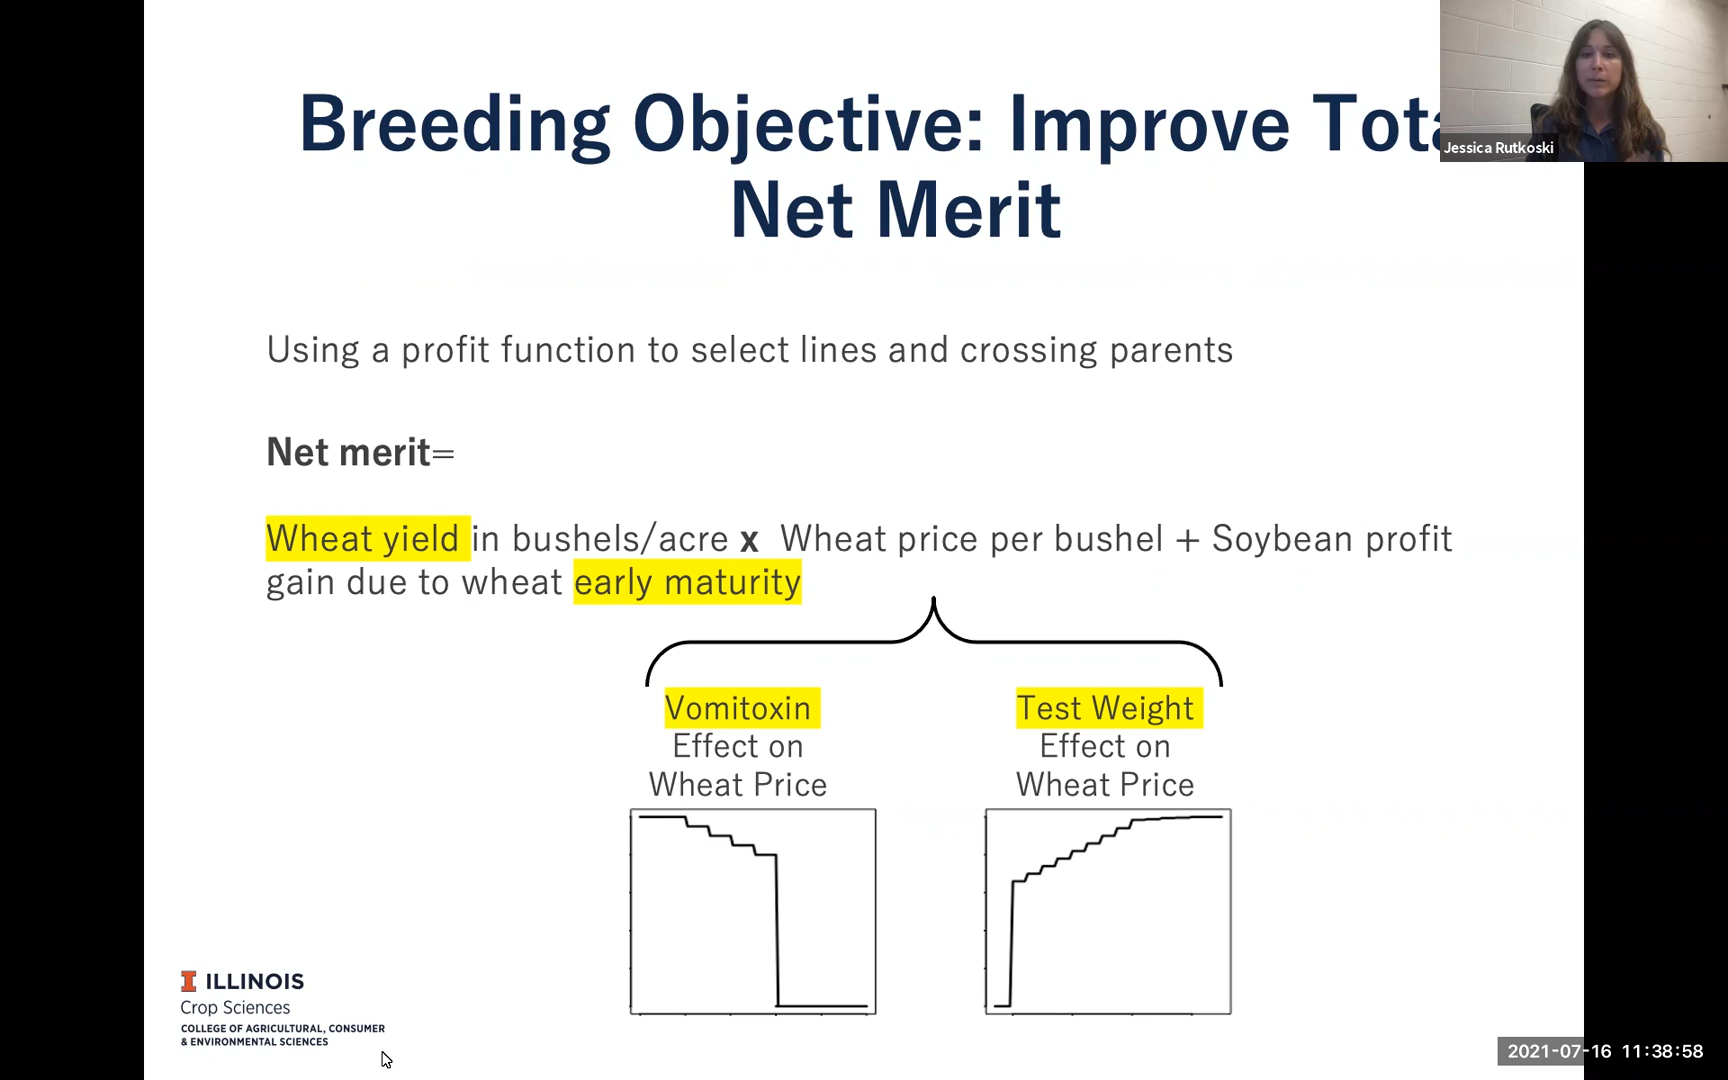 Breeding Objective: Improve Tota
Net Merit
Jessica Rutkoski
Using a profit function to select lines and crossing parents
Net merit=
Wheat yield in bushels/acre x Wheat price per bushel + Soybean profit
gain due to wheat early maturity
Vomitoxin
Effect on
Wheat Price
Test Weight
Effect on
Wheat Price
I ILLINOIS
Crop Sciences
COLLEGE OF AGRICULTURAL, CONSUMER
& ENVIRONMENTAL SCIENCES
2021-07-16 11:38:58